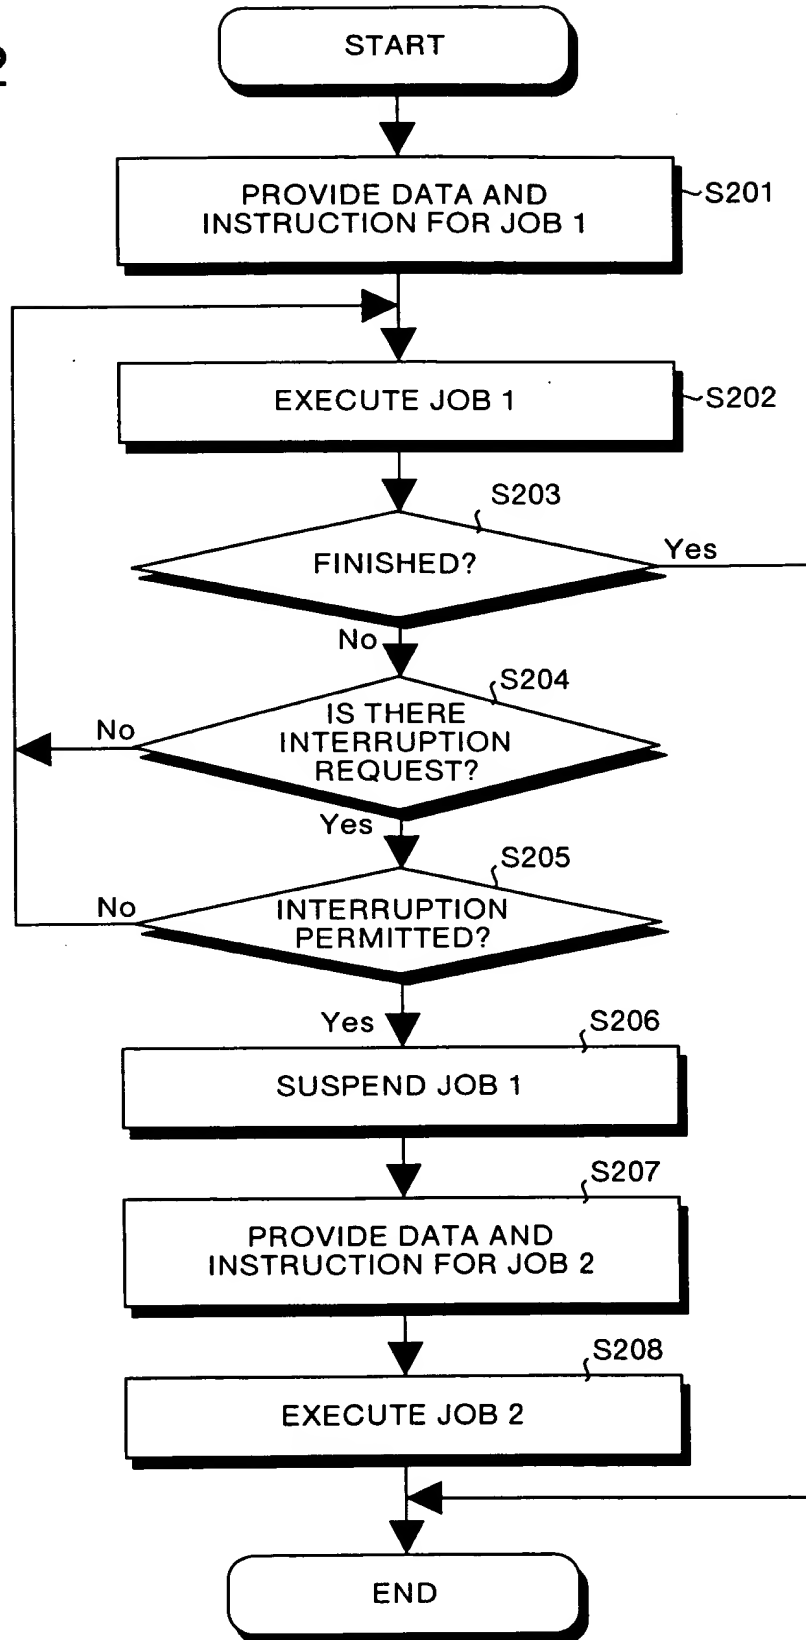 START
PROVIDE DATA AND
INSTRUCTION FOR JOB 1
S201
EXECUTE JOB 1
S202
S203
FINISHED?
Yes
No
S204
IS THERE
INTERRUPTION
REQUEST?
No
Yes
S205
INTERRUPTION
PERMITTED?
No
Yes
S206
SUSPEND JOB 1
S207
PROVIDE DATA AND
INSTRUCTION FOR JOB 2
S208
EXECUTE JOB 2
END